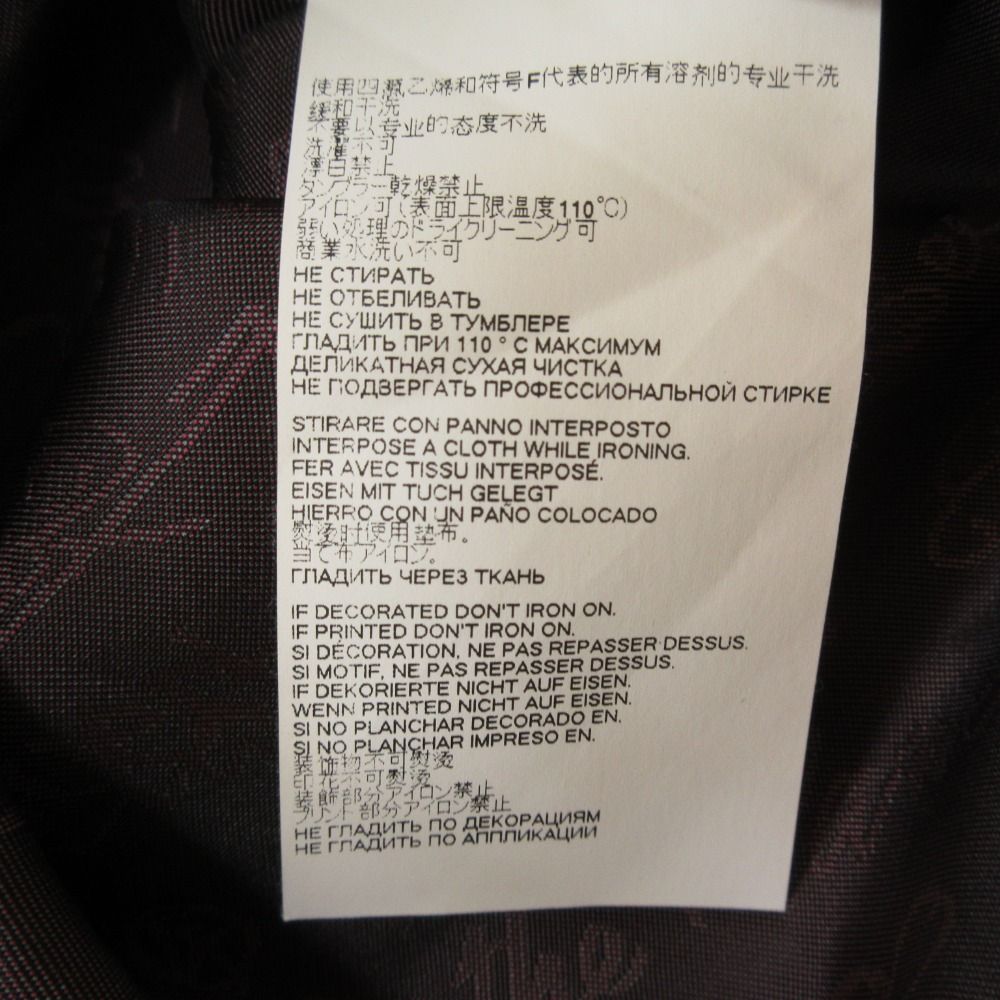 使用四氯乙烯和符号F代表的所有溶剂的专业干洗
缓和干洗
不要以专业的态度不洗
洗濯不可
漂白禁止
タンブラー乾燥禁止
アイロン可(表面上限温度110℃)
弱い処理のドライクリーニング可
商業水洗い不可
НЕ СТИРАТЬ
НЕ ОТБЕЛИВАТЬ
НЕ СУШИТЬ В ТУМБЛЕРЕ
ГЛАДИТЬ ПРИ 110 ° С МАКСИМУМ
ДЕЛИКАТНАЯ СУХАЯ ЧИСТКА
НЕ ПОДВЕРГАТЬ ПРОФЕССИОНАЛЬНОЙ СТИРКЕ
STIRARE CON PANNO INTERPOSTO
INTERPOSE A CLOTH WHILE IRONING.
FER AVEC TISSU INTERPOSÉ.
EISEN MIT TUCH GELEGT
HIERRO CON UN PAÑO COLOCADO
熨烫时使用垫布。
当て布アイロン。
ГЛАДИТЬ ЧЕРЕЗ ТКАНЬ
IF DECORATED DON'T IRON ON.
IF PRINTED DON'T IRON ON.
SI DÉCORATION, NE PAS REPASSER DESSUS.
SI MOTIF, NE PAS REPASSER DESSUS.
IF DEKORIERTE NICHT AUF EISEN.
WENN PRINTED NICHT AUF EISEN.
SI NO PLANCHAR DECORADO EN.
SI NO PLANCHAR IMPRESO EN.
装饰物不可熨烫
印花不可熨烫
装飾部分アイロン禁止
プリント部分アイロン禁止
НЕ ГЛАДИТЬ ПО ДЕКОРАЦИЯМ
НЕ ГЛАДИТЬ ПО АППЛИКАЦИИ
the